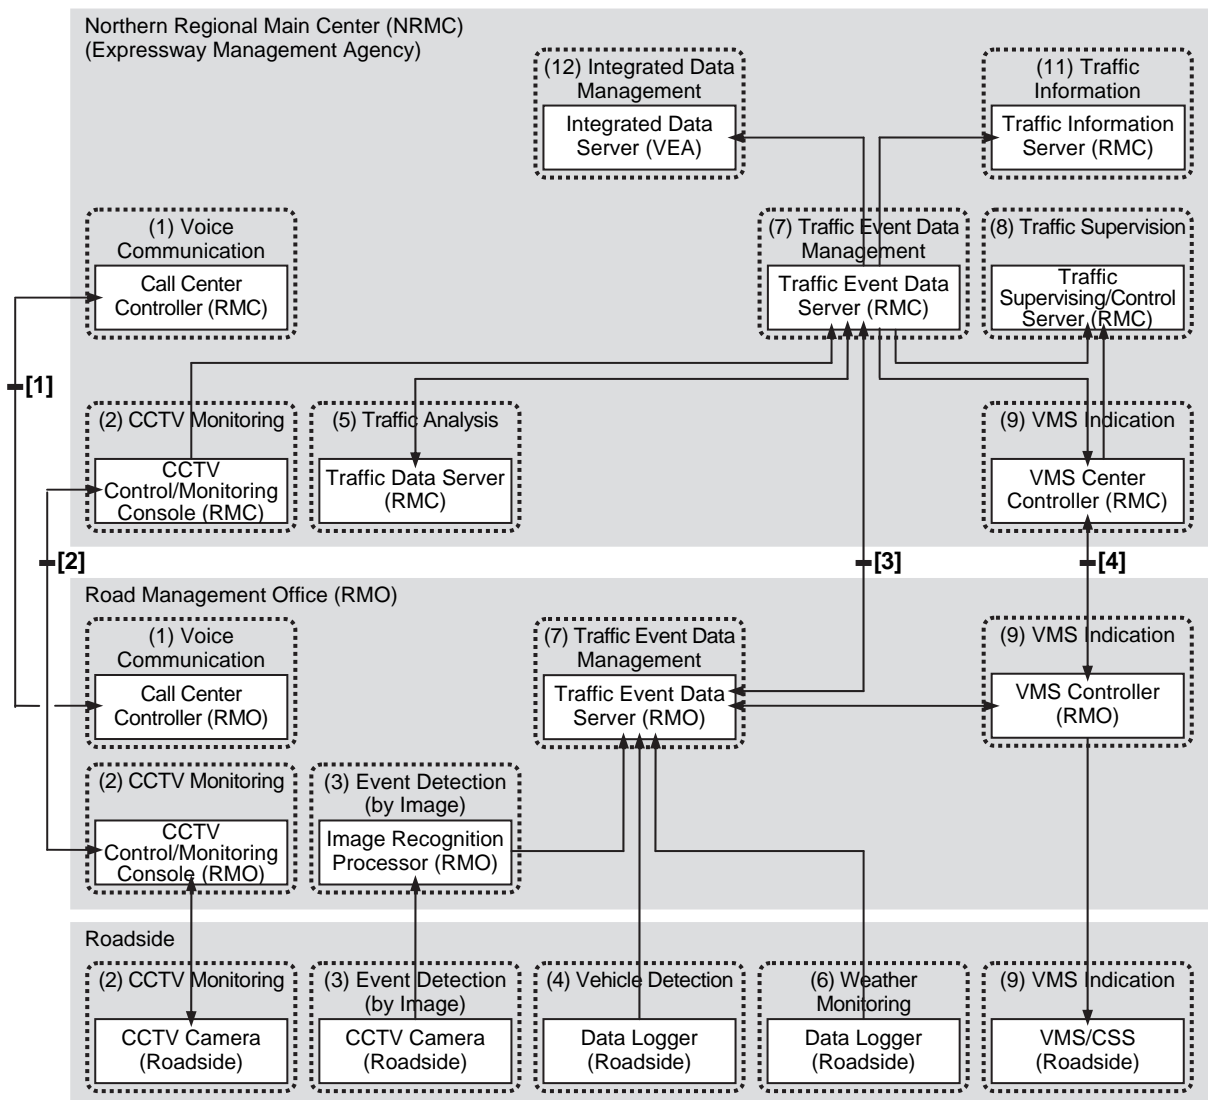 Northern Regional Main Center (NRMC)
(Expressway Management Agency)
(12) Integrated Data
Management
Integrated Data
Server (VEA)
(11) Traffic
Information
Traffic Information
Server (RMC)
(1) Voice
Communication
Call Center
Controller (RMC)
(7) Traffic Event Data
Management
Traffic Event Data
Server (RMC)
(8) Traffic Supervision
Traffic
Supervising/Control
Server (RMC)
[1]
(2) CCTV Monitoring
CCTV
Control/Monitoring
Console (RMC)
(5) Traffic Analysis
Traffic Data Server
(RMC)
(9) VMS Indication
VMS Center
Controller (RMC)
[2]
[3]
[4]
Road Management Office (RMO)
(1) Voice
Communication
Call Center
Controller (RMO)
(7) Traffic Event Data
Management
Traffic Event Data
Server (RMO)
(9) VMS Indication
VMS Controller
(RMO)
(2) CCTV Monitoring
CCTV
Control/Monitoring
Console (RMO)
(3) Event Detection
(by Image)
Image Recognition
Processor (RMO)
Roadside
(2) CCTV Monitoring
CCTV Camera
(Roadside)
(3) Event Detection
(by Image)
CCTV Camera
(Roadside)
(4) Vehicle Detection
Data Logger
(Roadside)
(6) Weather
Monitoring
Data Logger
(Roadside)
(9) VMS Indication
VMS/CSS
(Roadside)